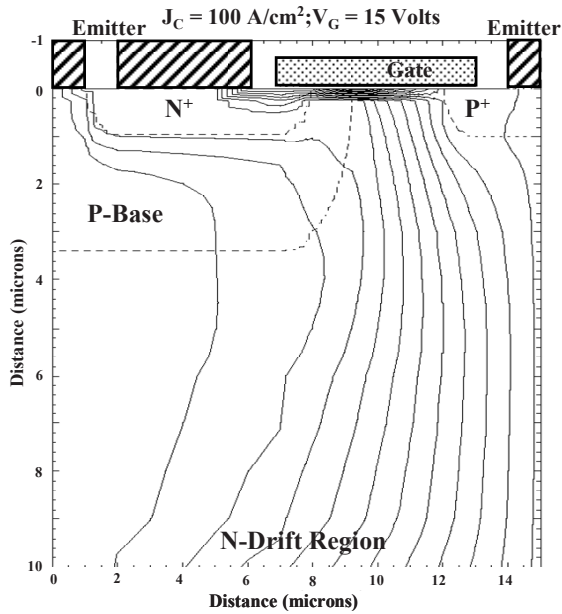 J_C = 100 A/cm²;V_G = 15 Volts
Emitter
Emitter
-1
Gate
0
N⁺
P⁺
2
P-Base
4
Distance (microns)
6
8
N-Drift Region
10
0 2 4 6 8 10 12 14
Distance (microns)